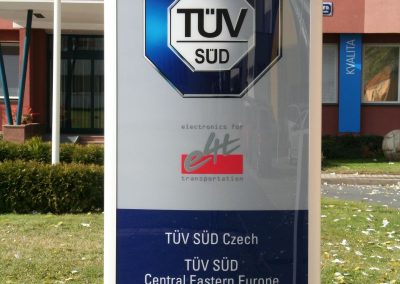 TÜV
SÜD
KVALITA
electronics for
e4t
transportation
TÜV SÜD Czech
TÜV SÜD
Central Eastern Europe